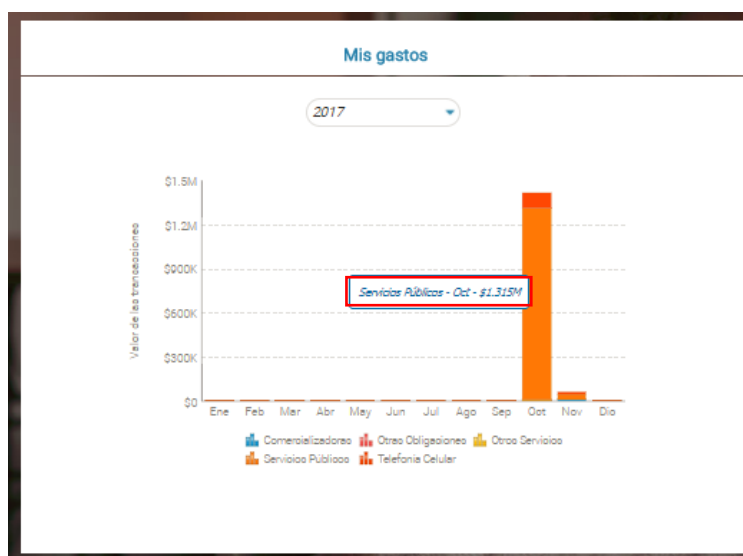 Mis gastos
2017
$1.5M
$1.2M
$900K
$600K
$300K
$0
Valor de las transacciones
Servicios Públicos - Oct - $1.315M
Ene Feb Mar Abr May Jun Jul Ago Sep Oct Nov Dic
Comercializadoras Otras Obligaciones Otros Servicios
Servicios Públicos Telefonía Celular